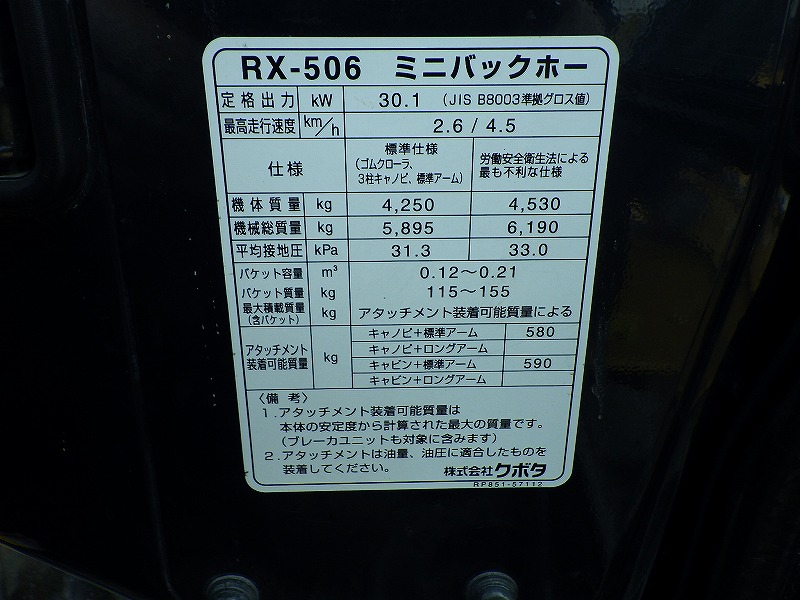 RX-506 ミニバックホー
定格出力 kW 30.1 (JIS B8003準拠グロス値)
最高走行速度 km/h 2.6 / 4.5
仕様 標準仕様 (ゴムクローラ、3柱キャノピ、標準アーム) 労働安全衛生法による最も不利な仕様
機体質量 kg 4,250 4,530
機械総質量 kg 5,895 6,190
平均接地圧 kPa 31.3 33.0
バケット容量 m³ 0.12～0.21
バケット質量 kg 115～155
最大積載質量 (含バケット) kg アタッチメント装着可能質量による
アタッチメント装着可能質量 kg キャノピ+標準アーム 580
キャノピ+ロングアーム
キャビン+標準アーム 590
キャビン+ロングアーム
〈備考〉
1.アタッチメント装着可能質量は
本体の安定度から計算された最大の質量です。
(ブレーカユニットも対象に含みます)
2.アタッチメントは油量、油圧に適合したものを
装着してください。 株式会社クボタ
RP851-57112